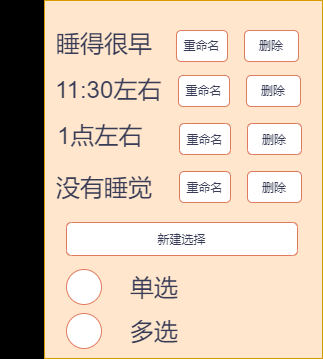 睡得很早 重命名 删除
11:30左右 重命名 删除
1点左右 重命名 删除
没有睡觉 重命名 删除
新建选择
单选
多选